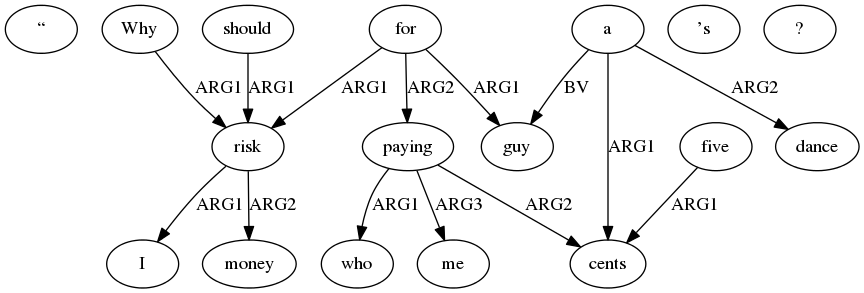 “ Why should for a ’s ?
ARG1 ARG1 ARG1 ARG2 ARG1 BV ARG2
risk paying guy ARG1 five dance
ARG1 ARG2 ARG1 ARG3 ARG2 ARG1
I money who me cents